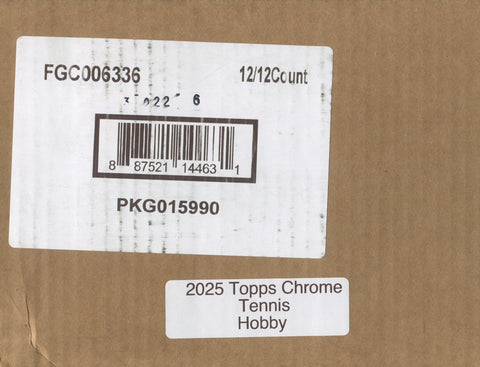 FGC006336 12/12Count
8 87521 14463 1
PKG015990
2025 Topps Chrome
Tennis
Hobby